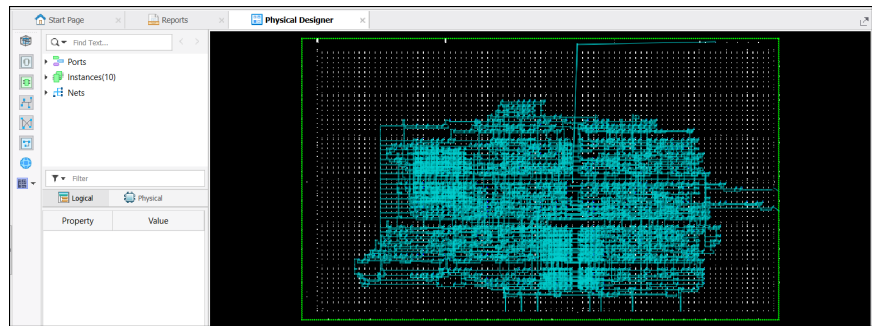 Start Page
Reports
Physical Designer
Find Text...
Ports
Instances(10)
Nets
Filter
Logical
Physical
Property
Value